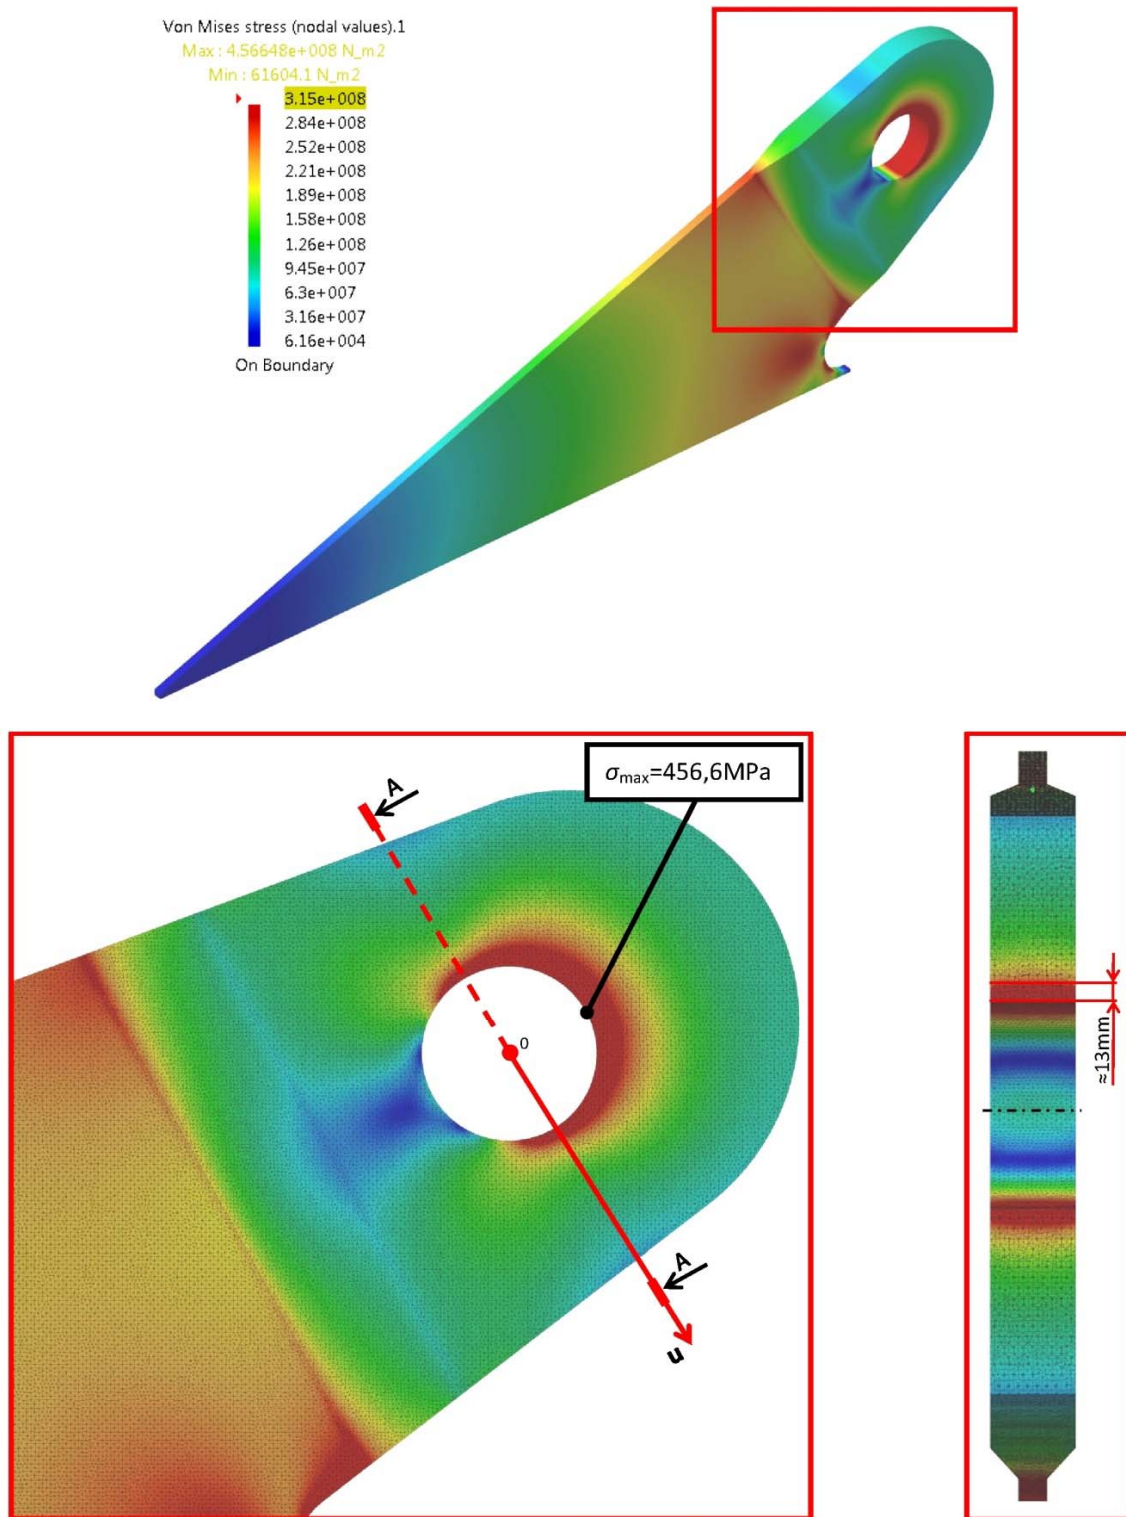 Von Mises stress (nodal values).1
Max : 4.56648e+008 N_m2
Min : 61604.1 N_m2
3.15e+008
2.84e+008
2.52e+008
2.21e+008
1.89e+008
1.58e+008
1.26e+008
9.45e+007
6.3e+007
3.16e+007
6.16e+004
On Boundary
σmax=456,6MPa
A
0
A
u
≈13mm